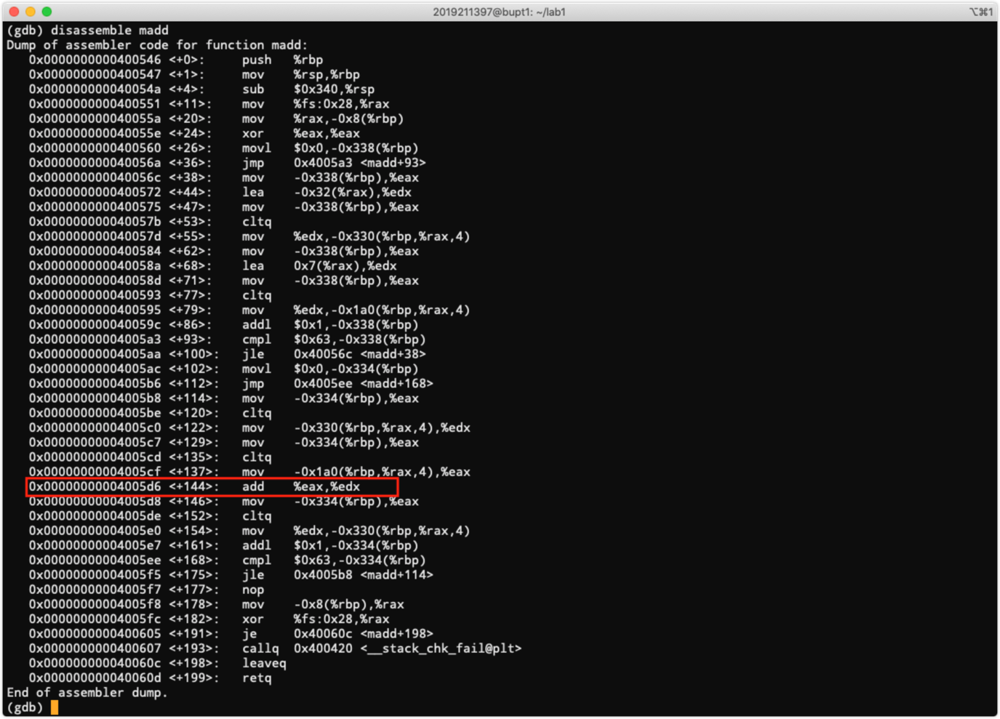 2019211397@bupt1: ~/lab1
⌥⌘1
(gdb) disassemble madd
Dump of assembler code for function madd:
   0x0000000000400546 <+0>:     push   %rbp
   0x0000000000400547 <+1>:     mov    %rsp,%rbp
   0x000000000040054a <+4>:     sub    $0x340,%rsp
   0x0000000000400551 <+11>:    mov    %fs:0x28,%rax
   0x000000000040055a <+20>:    mov    %rax,-0x8(%rbp)
   0x000000000040055e <+24>:    xor    %eax,%eax
   0x0000000000400560 <+26>:    movl   $0x0,-0x338(%rbp)
   0x000000000040056a <+36>:    jmp    0x4005a3 <madd+93>
   0x000000000040056c <+38>:    mov    -0x338(%rbp),%eax
   0x0000000000400572 <+44>:    lea    -0x32(%rax),%edx
   0x0000000000400575 <+47>:    mov    -0x338(%rbp),%eax
   0x000000000040057b <+53>:    cltq
   0x000000000040057d <+55>:    mov    %edx,-0x330(%rbp,%rax,4)
   0x0000000000400584 <+62>:    mov    -0x338(%rbp),%eax
   0x000000000040058a <+68>:    lea    0x7(%rax),%edx
   0x000000000040058d <+71>:    mov    -0x338(%rbp),%eax
   0x0000000000400593 <+77>:    cltq
   0x0000000000400595 <+79>:    mov    %edx,-0x1a0(%rbp,%rax,4)
   0x000000000040059c <+86>:    addl   $0x1,-0x338(%rbp)
   0x00000000004005a3 <+93>:    cmpl   $0x63,-0x338(%rbp)
   0x00000000004005aa <+100>:   jle    0x40056c <madd+38>
   0x00000000004005ac <+102>:   movl   $0x0,-0x334(%rbp)
   0x00000000004005b6 <+112>:   jmp    0x4005ee <madd+168>
   0x00000000004005b8 <+114>:   mov    -0x334(%rbp),%eax
   0x00000000004005be <+120>:   cltq
   0x00000000004005c0 <+122>:   mov    -0x330(%rbp,%rax,4),%edx
   0x00000000004005c7 <+129>:   mov    -0x334(%rbp),%eax
   0x00000000004005cd <+135>:   cltq
   0x00000000004005cf <+137>:   mov    -0x1a0(%rbp,%rax,4),%eax
   0x00000000004005d6 <+144>:   add    %eax,%edx
   0x00000000004005d8 <+146>:   mov    -0x334(%rbp),%eax
   0x00000000004005de <+152>:   cltq
   0x00000000004005e0 <+154>:   mov    %edx,-0x330(%rbp,%rax,4)
   0x00000000004005e7 <+161>:   addl   $0x1,-0x334(%rbp)
   0x00000000004005ee <+168>:   cmpl   $0x63,-0x334(%rbp)
   0x00000000004005f5 <+175>:   jle    0x4005b8 <madd+114>
   0x00000000004005f7 <+177>:   nop
   0x00000000004005f8 <+178>:   mov    -0x8(%rbp),%rax
   0x00000000004005fc <+182>:   xor    %fs:0x28,%rax
   0x0000000000400605 <+191>:   je     0x40060c <madd+198>
   0x0000000000400607 <+193>:   callq  0x400420 <__stack_chk_fail@plt>
   0x000000000040060c <+198>:   leaveq
   0x000000000040060d <+199>:   retq
End of assembler dump.
(gdb)